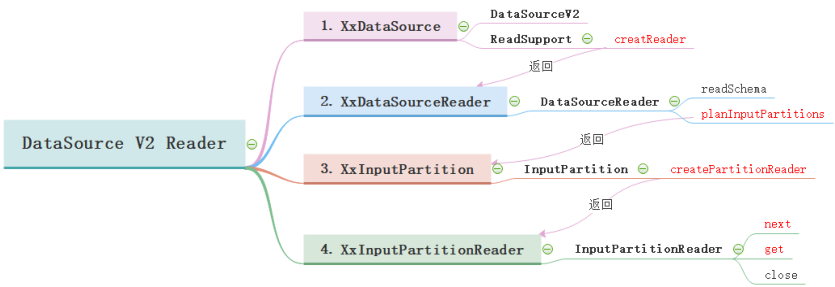 DataSource V2 Reader
1. XxDataSource
DataSourceV2
ReadSupport
creatReader
返回
2. XxDataSourceReader
DataSourceReader
readSchema
planInputPartitions
返回
3. XxInputPartition
InputPartition
createPartitionReader
返回
4. XxInputPartitionReader
InputPartitionReader
next
get
close